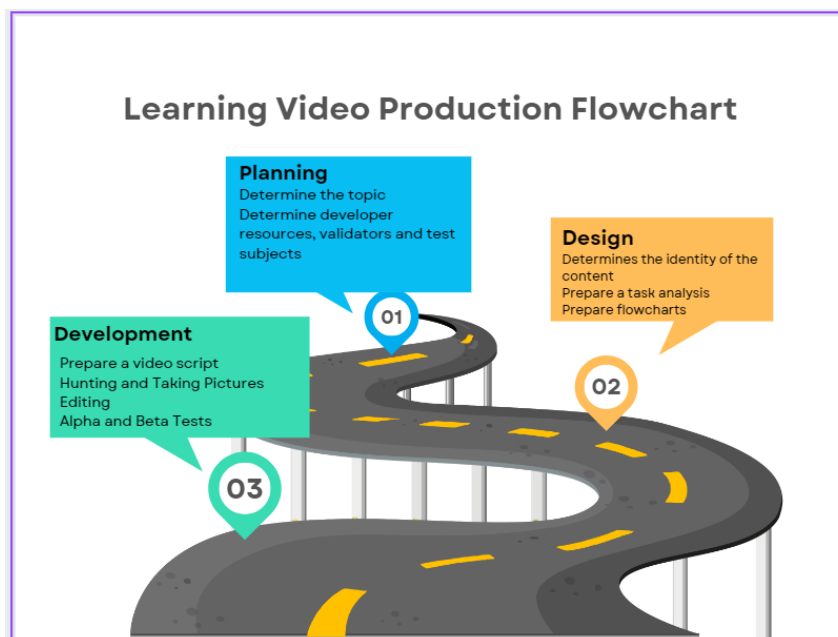 Learning Video Production Flowchart
Planning
Determine the topic
Determine developer
resources, validators and test
subjects
01
Design
Determines the identity of the
content
Prepare a task analysis
Prepare flowcharts
02
Development
Prepare a video script
Hunting and Taking Pictures
Editing
Alpha and Beta Tests
03